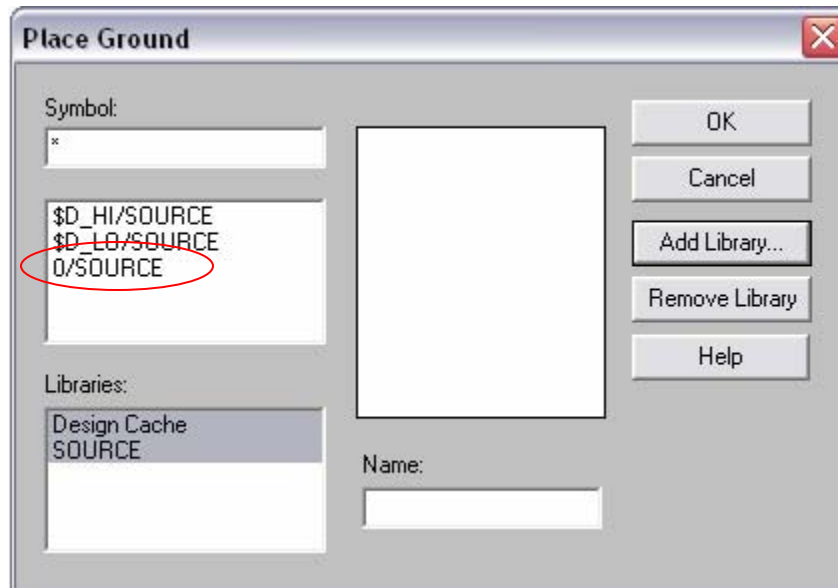 Place Ground
Symbol:
*
$D_HI/SOURCE
$D_LO/SOURCE
0/SOURCE
Libraries:
Design Cache
SOURCE
Name:
OK
Cancel
Add Library...
Remove Library
Help